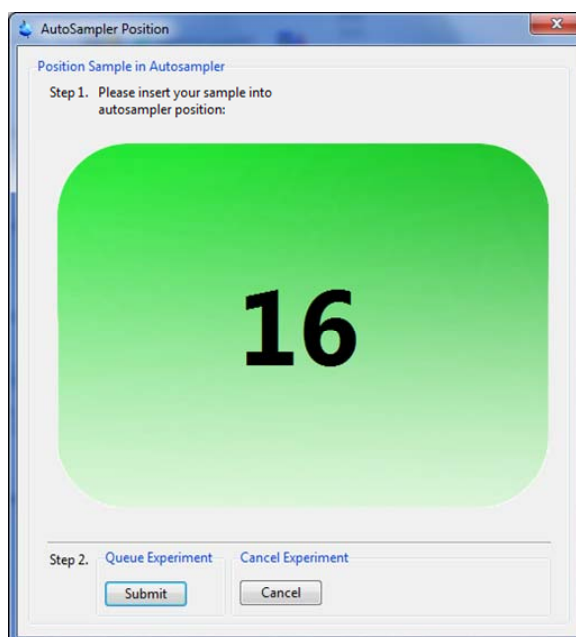 AutoSampler Position
Position Sample in Autosampler
Step 1. Please insert your sample into
autosampler position:
16
Step 2. Queue Experiment Cancel Experiment
Submit Cancel